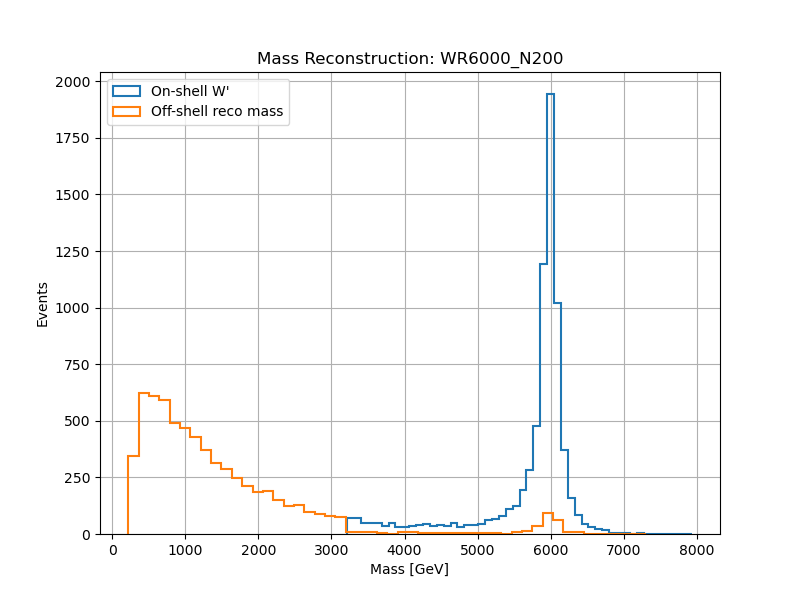 Mass Reconstruction: WR6000_N200
On-shell W'
Off-shell reco mass
2000
1750
1500
1250
1000
750
500
250
0
Events
0 1000 2000 3000 4000 5000 6000 7000 8000
Mass [GeV]